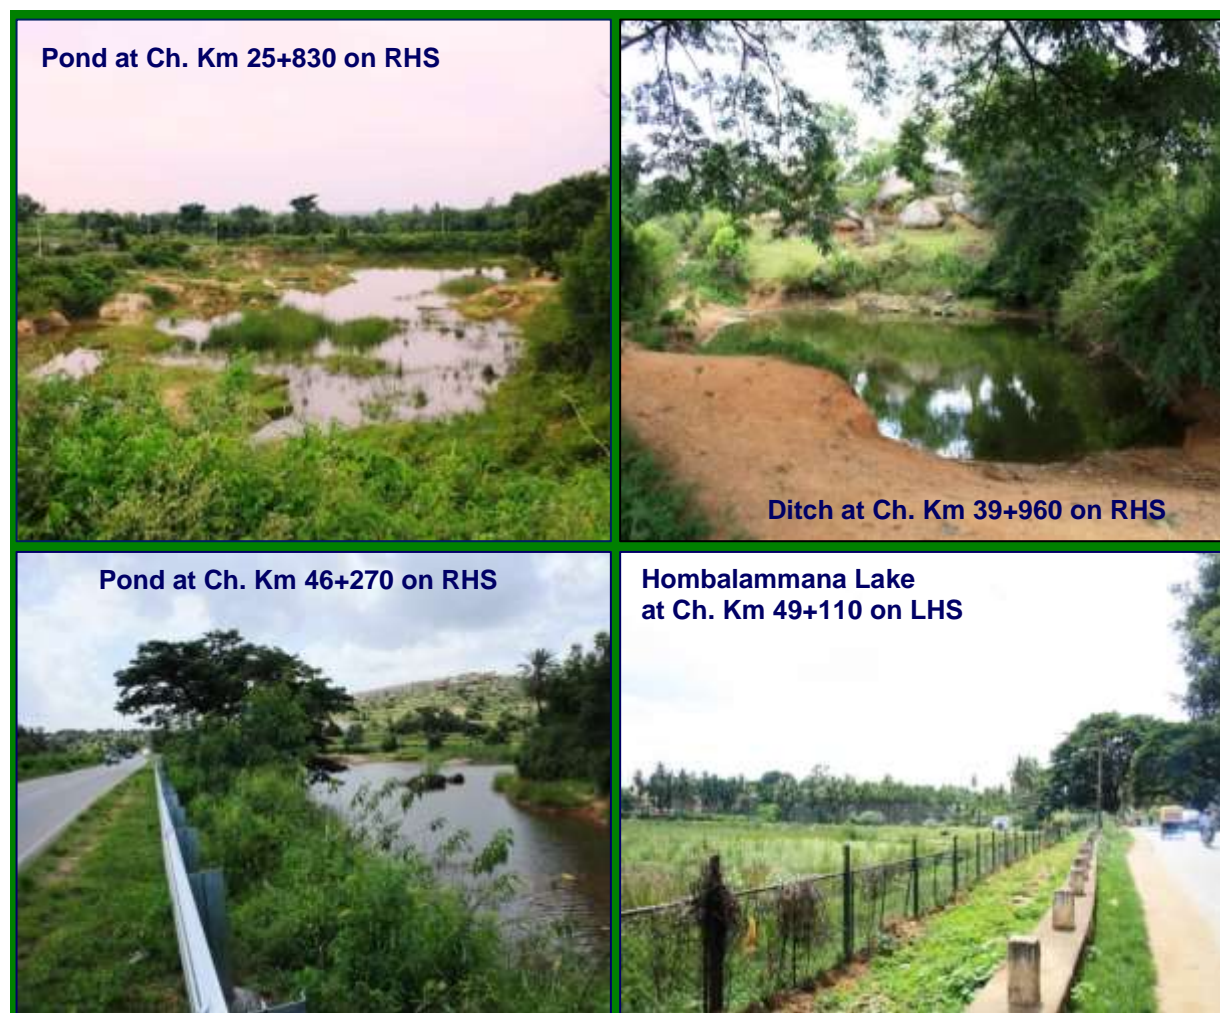 Pond at Ch. Km 25+830 on RHS
Ditch at Ch. Km 39+960 on RHS
Pond at Ch. Km 46+270 on RHS
Hombalammana Lake
at Ch. Km 49+110 on LHS